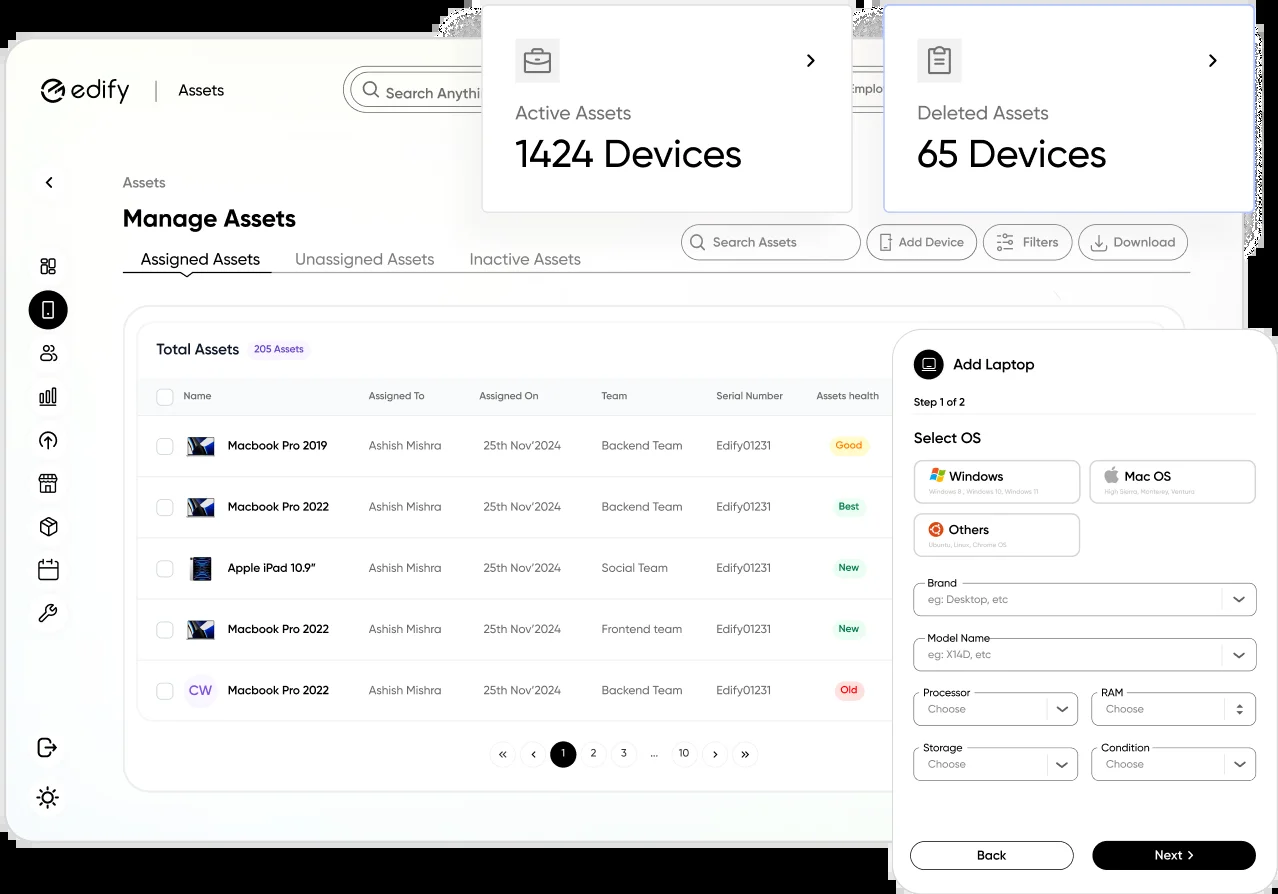 edify
Assets
Search Anythi
Emplo
Active Assets
1424 Devices
Deleted Assets
65 Devices
Assets
Manage Assets
Assigned Assets Unassigned Assets Inactive Assets
Search Assets Add Device Filters Download
Total Assets 205 Assets
Name Assigned To Assigned On Team Serial Number Assets health
Macbook Pro 2019 Ashish Mishra 25th Nov’2024 Backend Team Edify01231 Good
Macbook Pro 2022 Ashish Mishra 25th Nov’2024 Backend Team Edify01231 Best
Apple iPad 10.9” Ashish Mishra 25th Nov’2024 Social Team Edify01231 New
Macbook Pro 2022 Ashish Mishra 25th Nov’2024 Frontend team Edify01231 New
CW Macbook Pro 2022 Ashish Mishra 25th Nov’2024 Backend Team Edify01231 Old
« ‹ 1 2 3 ... 10 › »
Add Laptop
Step 1 of 2
Select OS
Windows
Windows 8 , Windows 10, Windows 11
Mac OS
High Sierra, Monterey, Ventura
Others
Ubuntu, Linux, Chrome OS
Brand
eg: Desktop, etc
Model Name
eg: X14D, etc
Processor RAM
Choose Choose
Storage Condition
Choose Choose
Back Next